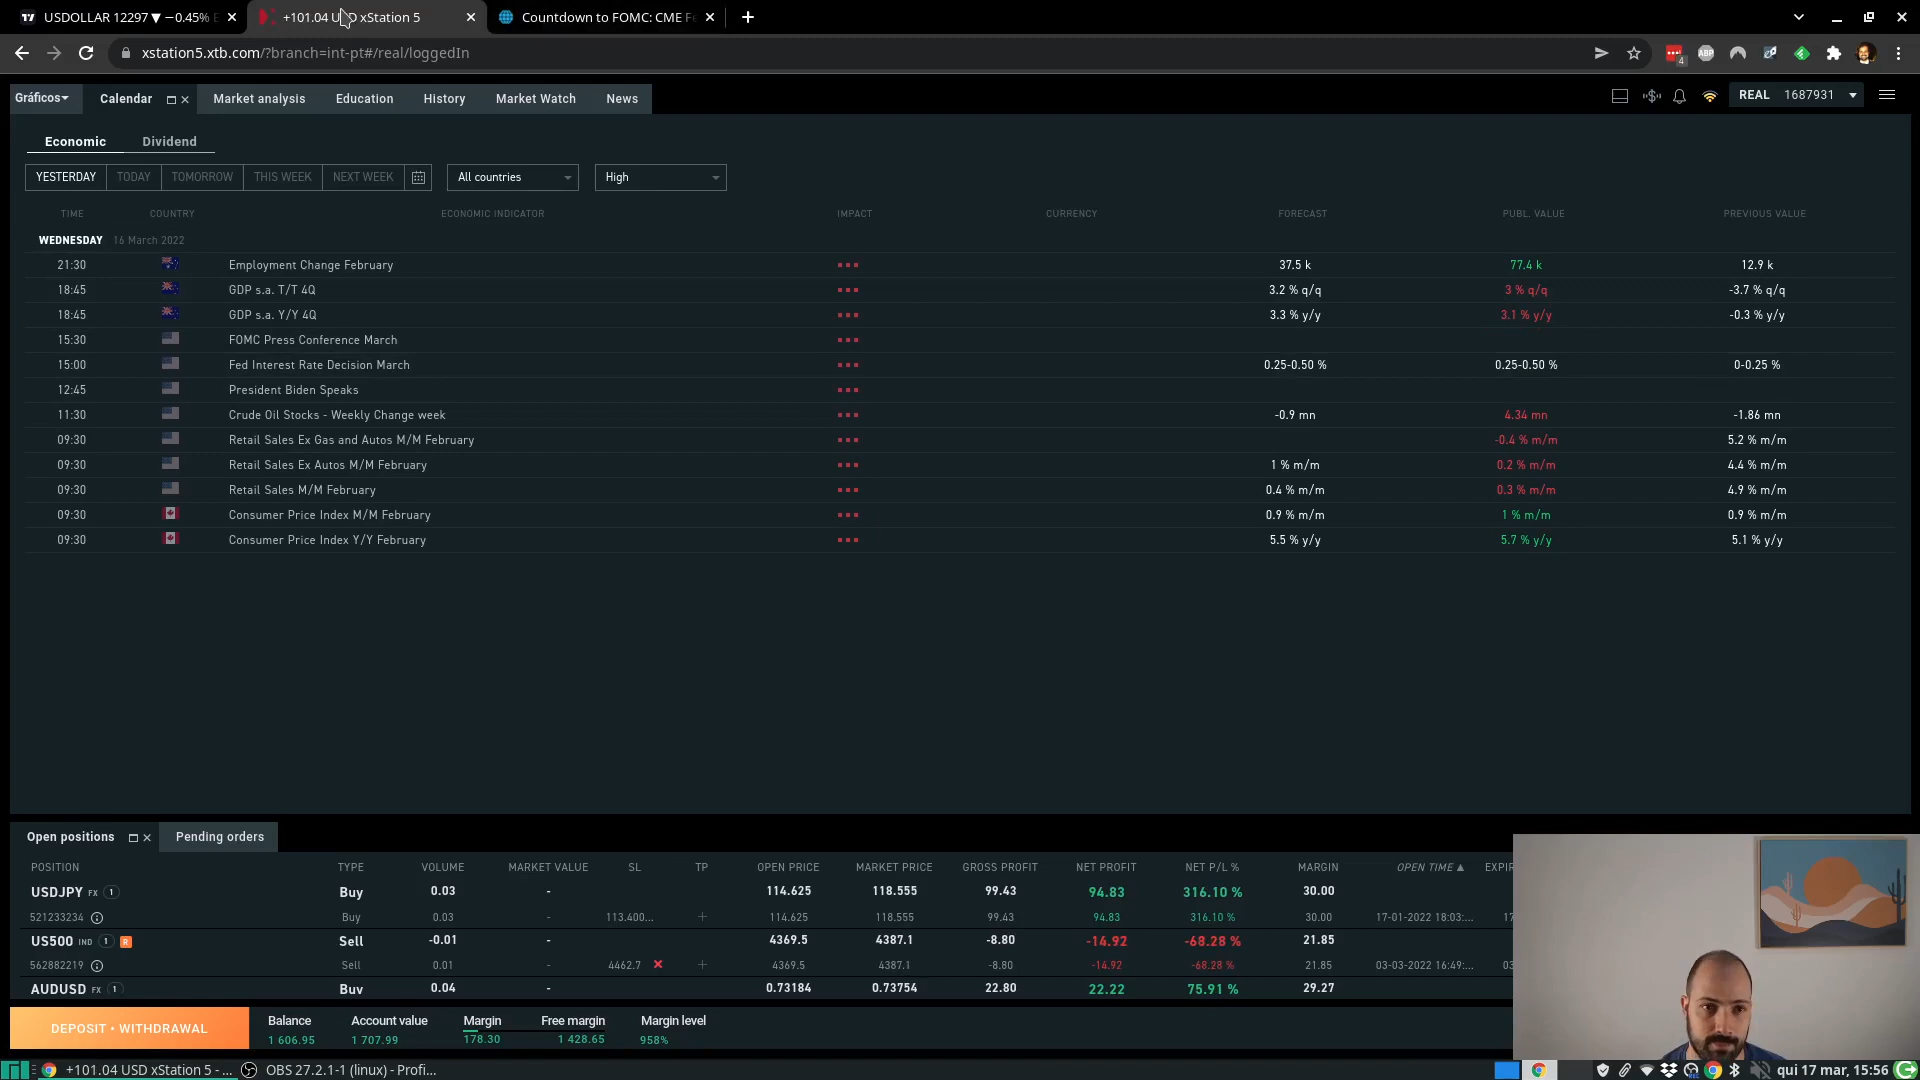 USDOLLAR 12297 ▼ −0.45%
+101.04 USD xStation 5
Countdown to FOMC: CME Fe
xstation5.xtb.com/?branch=int-pt#/real/loggedIn
4
ABP
Gráficos
Calendar
Market analysis
Education
History
Market Watch
News
REAL 1687931
Economic
Dividend
YESTERDAY
TODAY
TOMORROW
THIS WEEK
NEXT WEEK
All countries
High
TIME COUNTRY ECONOMIC INDICATOR IMPACT CURRENCY FORECAST PUBL. VALUE PREVIOUS VALUE
WEDNESDAY 16 March 2022
21:30 Employment Change February 37.5 k 77.4 k 12.9 k
18:45 GDP s.a. T/T 4Q 3.2 % q/q 3 % q/q -3.7 % q/q
18:45 GDP s.a. Y/Y 4Q 3.3 % y/y 3.1 % y/y -0.3 % y/y
15:30 FOMC Press Conference March
15:00 Fed Interest Rate Decision March 0.25-0.50 % 0.25-0.50 % 0-0.25 %
12:45 President Biden Speaks
11:30 Crude Oil Stocks - Weekly Change week -0.9 mn 4.34 mn -1.86 mn
09:30 Retail Sales Ex Gas and Autos M/M February -0.4 % m/m 5.2 % m/m
09:30 Retail Sales Ex Autos M/M February 1 % m/m 0.2 % m/m 4.4 % m/m
09:30 Retail Sales M/M February 0.4 % m/m 0.3 % m/m 4.9 % m/m
09:30 Consumer Price Index M/M February 0.9 % m/m 1 % m/m 0.9 % m/m
09:30 Consumer Price Index Y/Y February 5.5 % y/y 5.7 % y/y 5.1 % y/y
Open positions
Pending orders
POSITION TYPE VOLUME MARKET VALUE SL TP OPEN PRICE MARKET PRICE GROSS PROFIT NET PROFIT NET P/L % MARGIN OPEN TIME ▲ EXPIR
USDJPY FX 1 Buy 0.03 - 114.625 118.555 99.43 94.83 316.10 % 30.00
521233234 Buy 0.03 - 113.400... + 114.625 118.555 99.43 94.83 316.10 % 30.00 17-01-2022 18:03:... 17
US500 IND 1 R Sell -0.01 - 4369.5 4387.1 -8.80 -14.92 -68.28 % 21.85
562882219 Sell 0.01 - 4462.7 + 4369.5 4387.1 -8.80 -14.92 -68.28 % 21.85 03-03-2022 16:49:... 03
AUDUSD FX 1 Buy 0.04 - 0.73184 0.73754 22.80 22.22 75.91 % 29.27
DEPOSIT • WITHDRAWAL
Balance Account value Margin Free margin Margin level
1 606.95 1 707.99 178.30 1 428.65 958%
+101.04 USD xStation 5 - ...
OBS 27.2.1-1 (linux) - Profi...
qui 17 mar, 15:56